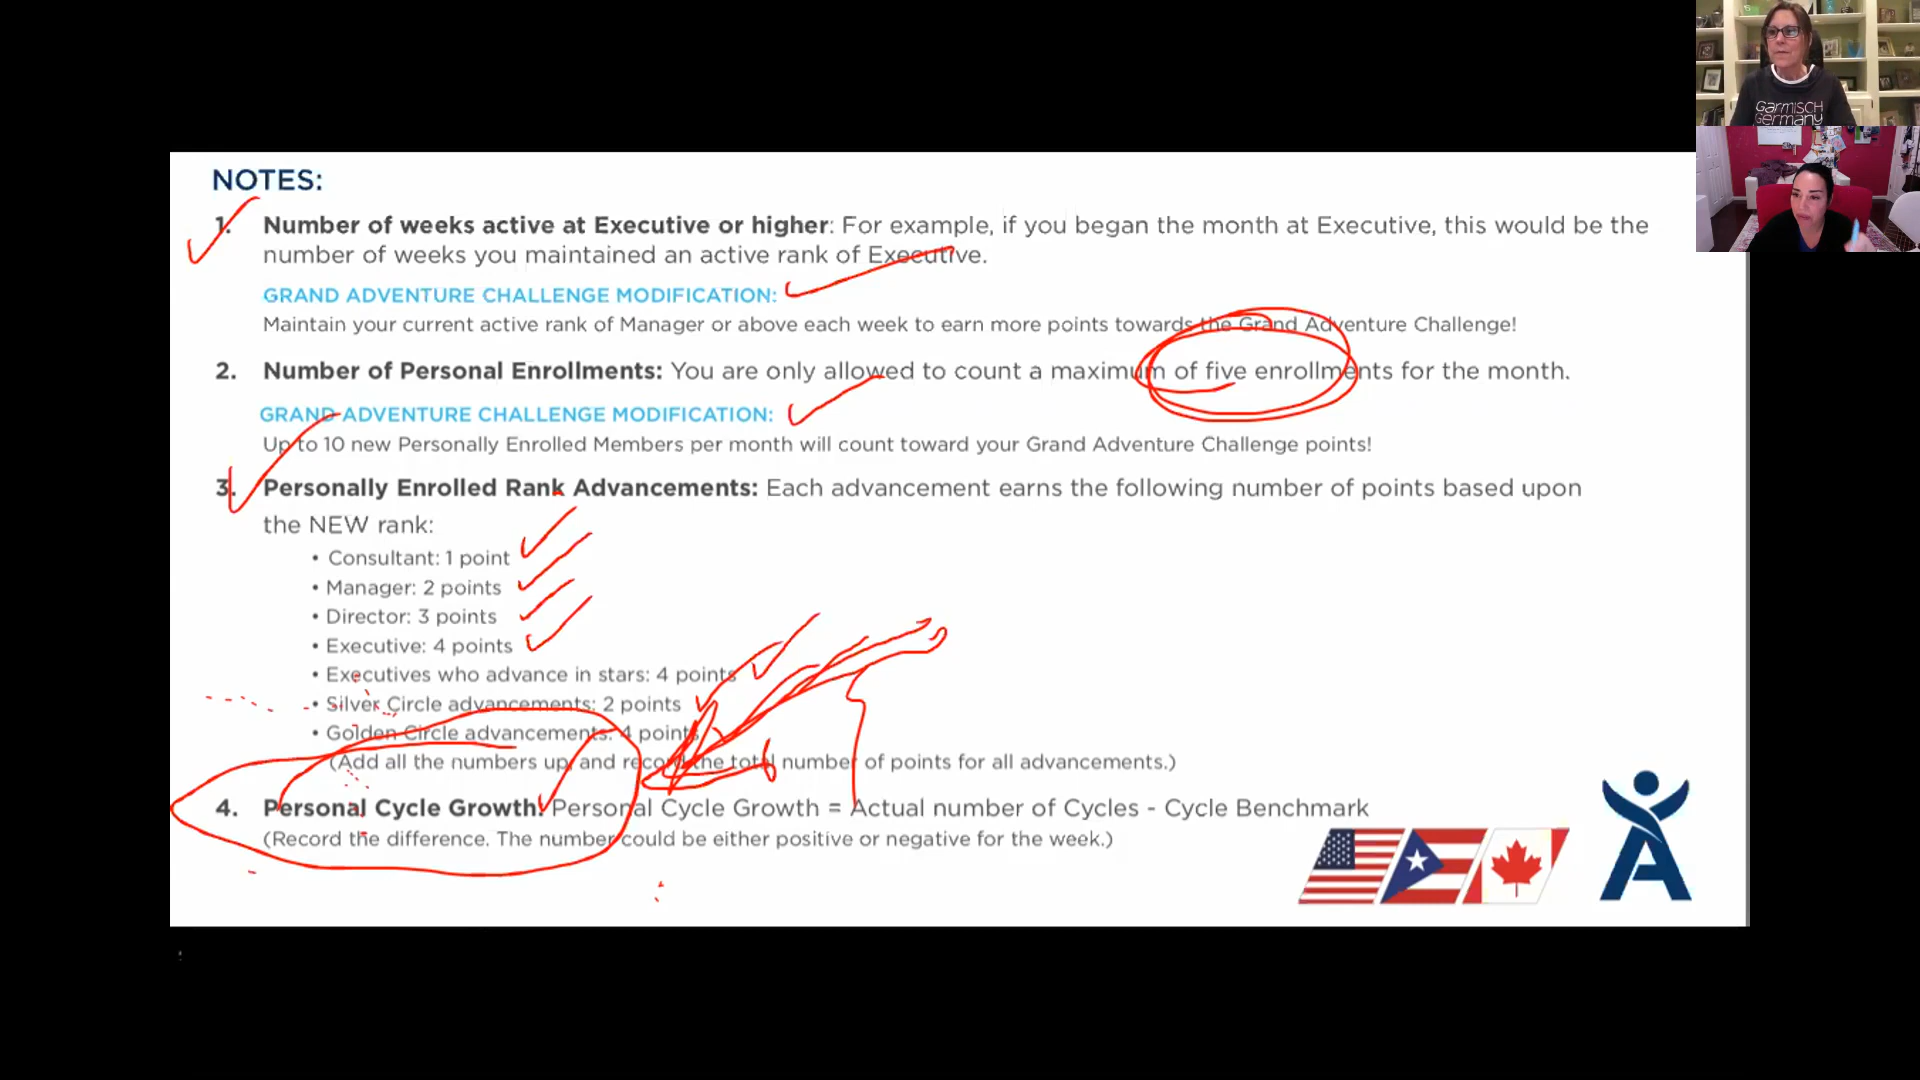 NOTES:
1. Number of weeks active at Executive or higher: For example, if you began the month at Executive, this would be the
number of weeks you maintained an active rank of Executive.
GRAND ADVENTURE CHALLENGE MODIFICATION:
Maintain your current active rank of Manager or above each week to earn more points towards the Grand Adventure Challenge!
2. Number of Personal Enrollments: You are only allowed to count a maximum of five enrollments for the month.
GRAND ADVENTURE CHALLENGE MODIFICATION:
Up to 10 new Personally Enrolled Members per month will count toward your Grand Adventure Challenge points!
3. Personally Enrolled Rank Advancements: Each advancement earns the following number of points based upon
the NEW rank:
• Consultant: 1 point
• Manager: 2 points
• Director: 3 points
• Executive: 4 points
• Executives who advance in stars: 4 points
• Silver Circle advancements: 2 points
• Golden Circle advancements: 4 points
(Add all the numbers up, and record the total number of points for all advancements.)
4. Personal Cycle Growth: Personal Cycle Growth = Actual number of Cycles - Cycle Benchmark
(Record the difference. The number could be either positive or negative for the week.)
Garmisch
Germany